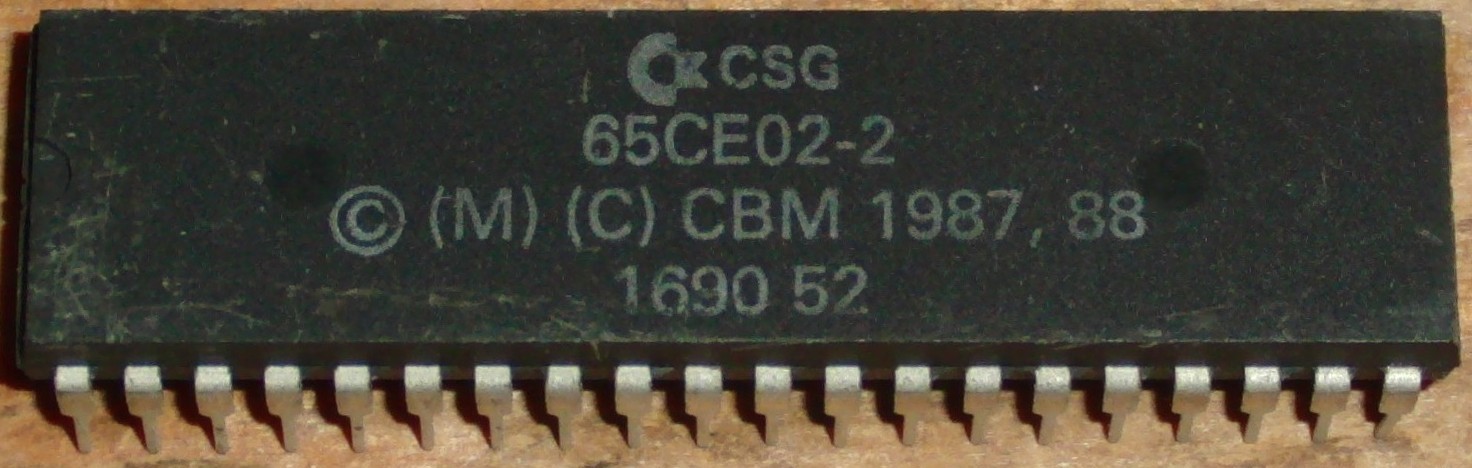 CSG
65CE02-2
© (M) (C) CBM 1987, 88
1690 52